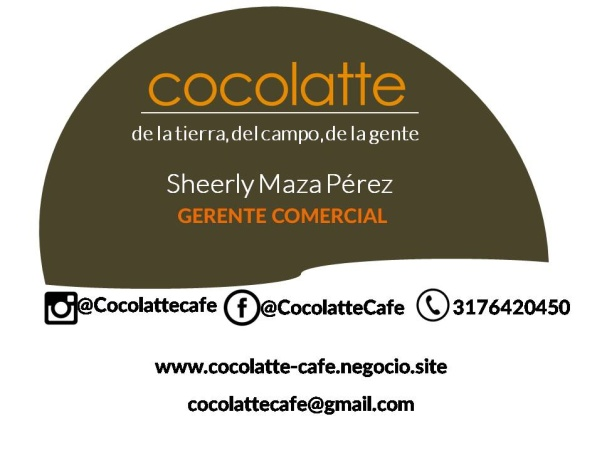 cocolatte
de la tierra, del campo, de la gente
Sheerly Maza Pérez
GERENTE COMERCIAL
@Cocolattecafe @CocolatteCafe 3176420450
www.cocolatte-cafe.negocio.site
cocolattecafe@gmail.com